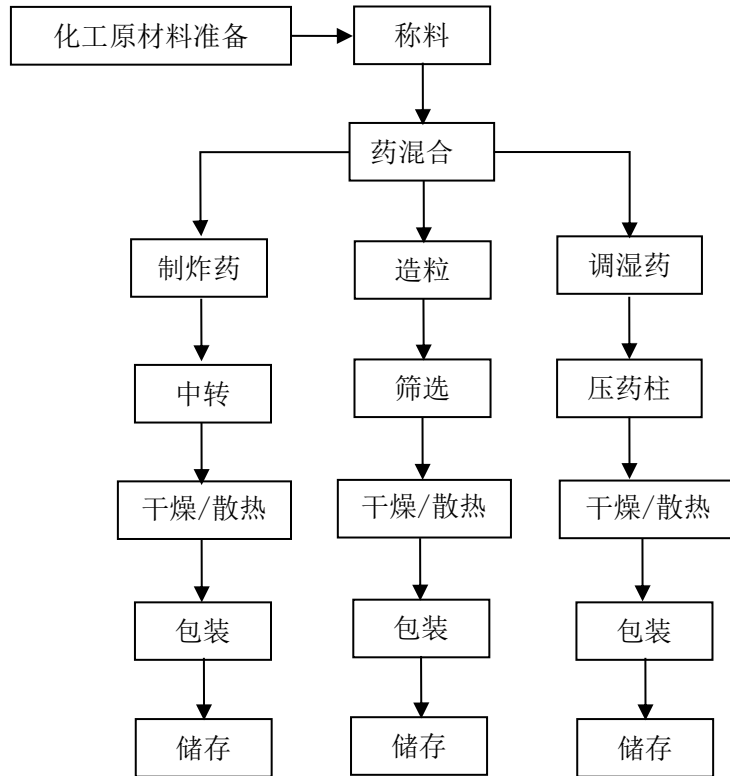 化工原材料准备
称料
药混合
制炸药
造粒
调湿药
中转
筛选
压药柱
干燥/散热
干燥/散热
干燥/散热
包装
包装
包装
储存
储存
储存